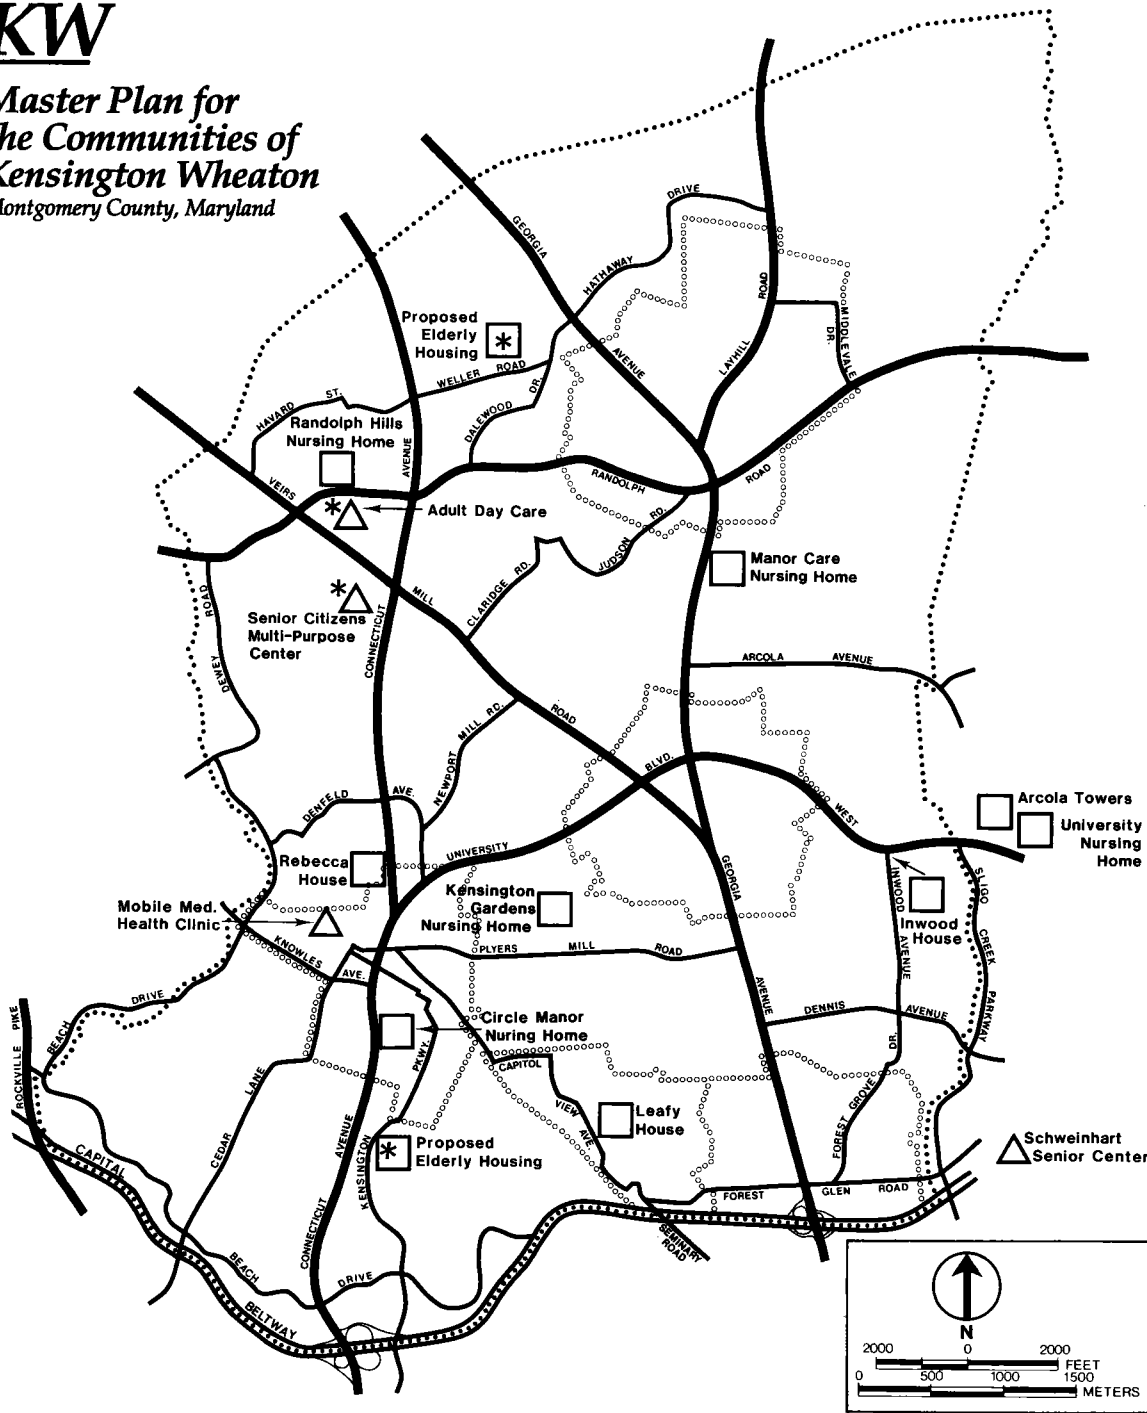 KW
Master Plan for
the Communities of
Kensington Wheaton
Montgomery County, Maryland
GEORGIA
AVENUE
HATHAWAY
DRIVE
ROAD
LAYHILL
MIDDLEVALE
DR.
Proposed
Elderly
Housing
*
WELLER ROAD
HAVARD ST.
DALEWOOD DR.
Randolph Hills
Nursing Home
AVENUE
RANDOLPH
ROAD
VEIRS
* Adult Day Care
JUDSON RD.
CLARIDGE RD.
Manor Care
Nursing Home
*
MILL
Senior Citizens
Multi-Purpose
Center
CONNECTICUT
DEWEY ROAD
ARCOLA AVENUE
ROAD
NEWPORT MILL RD.
BLVD.
DENFELD AVE.
WEST
Arcola Towers
University
Nursing
Home
UNIVERSITY
Rebecca
House
GEORGIA
Kensington
Gardens
Nursing Home
INWOOD
AVENUE
Inwood
House
SLIGO
CREEK
PARKWAY
Mobile Med.
Health Clinic
KNOWLES
AVE.
PLYERS MILL ROAD
AVENUE
DENNIS AVENUE
BEACH DRIVE
ROCKVILLE PIKE
Circle Manor
Nuring Home
PKWY.
CAPITOL
VIEW
AVE.
DR.
FOREST GROVE
CEDAR LANE
Leafy
House
AVENUE
KENSINGTON
*
Proposed
Elderly Housing
Schweinhart
Senior Center
CAPITAL
FOREST GLEN ROAD
CONNECTICUT
SEMINARY
ROAD
BEACH DRIVE
BELTWAY
N
2000 0 2000
FEET
0 500 1000 1500
METERS